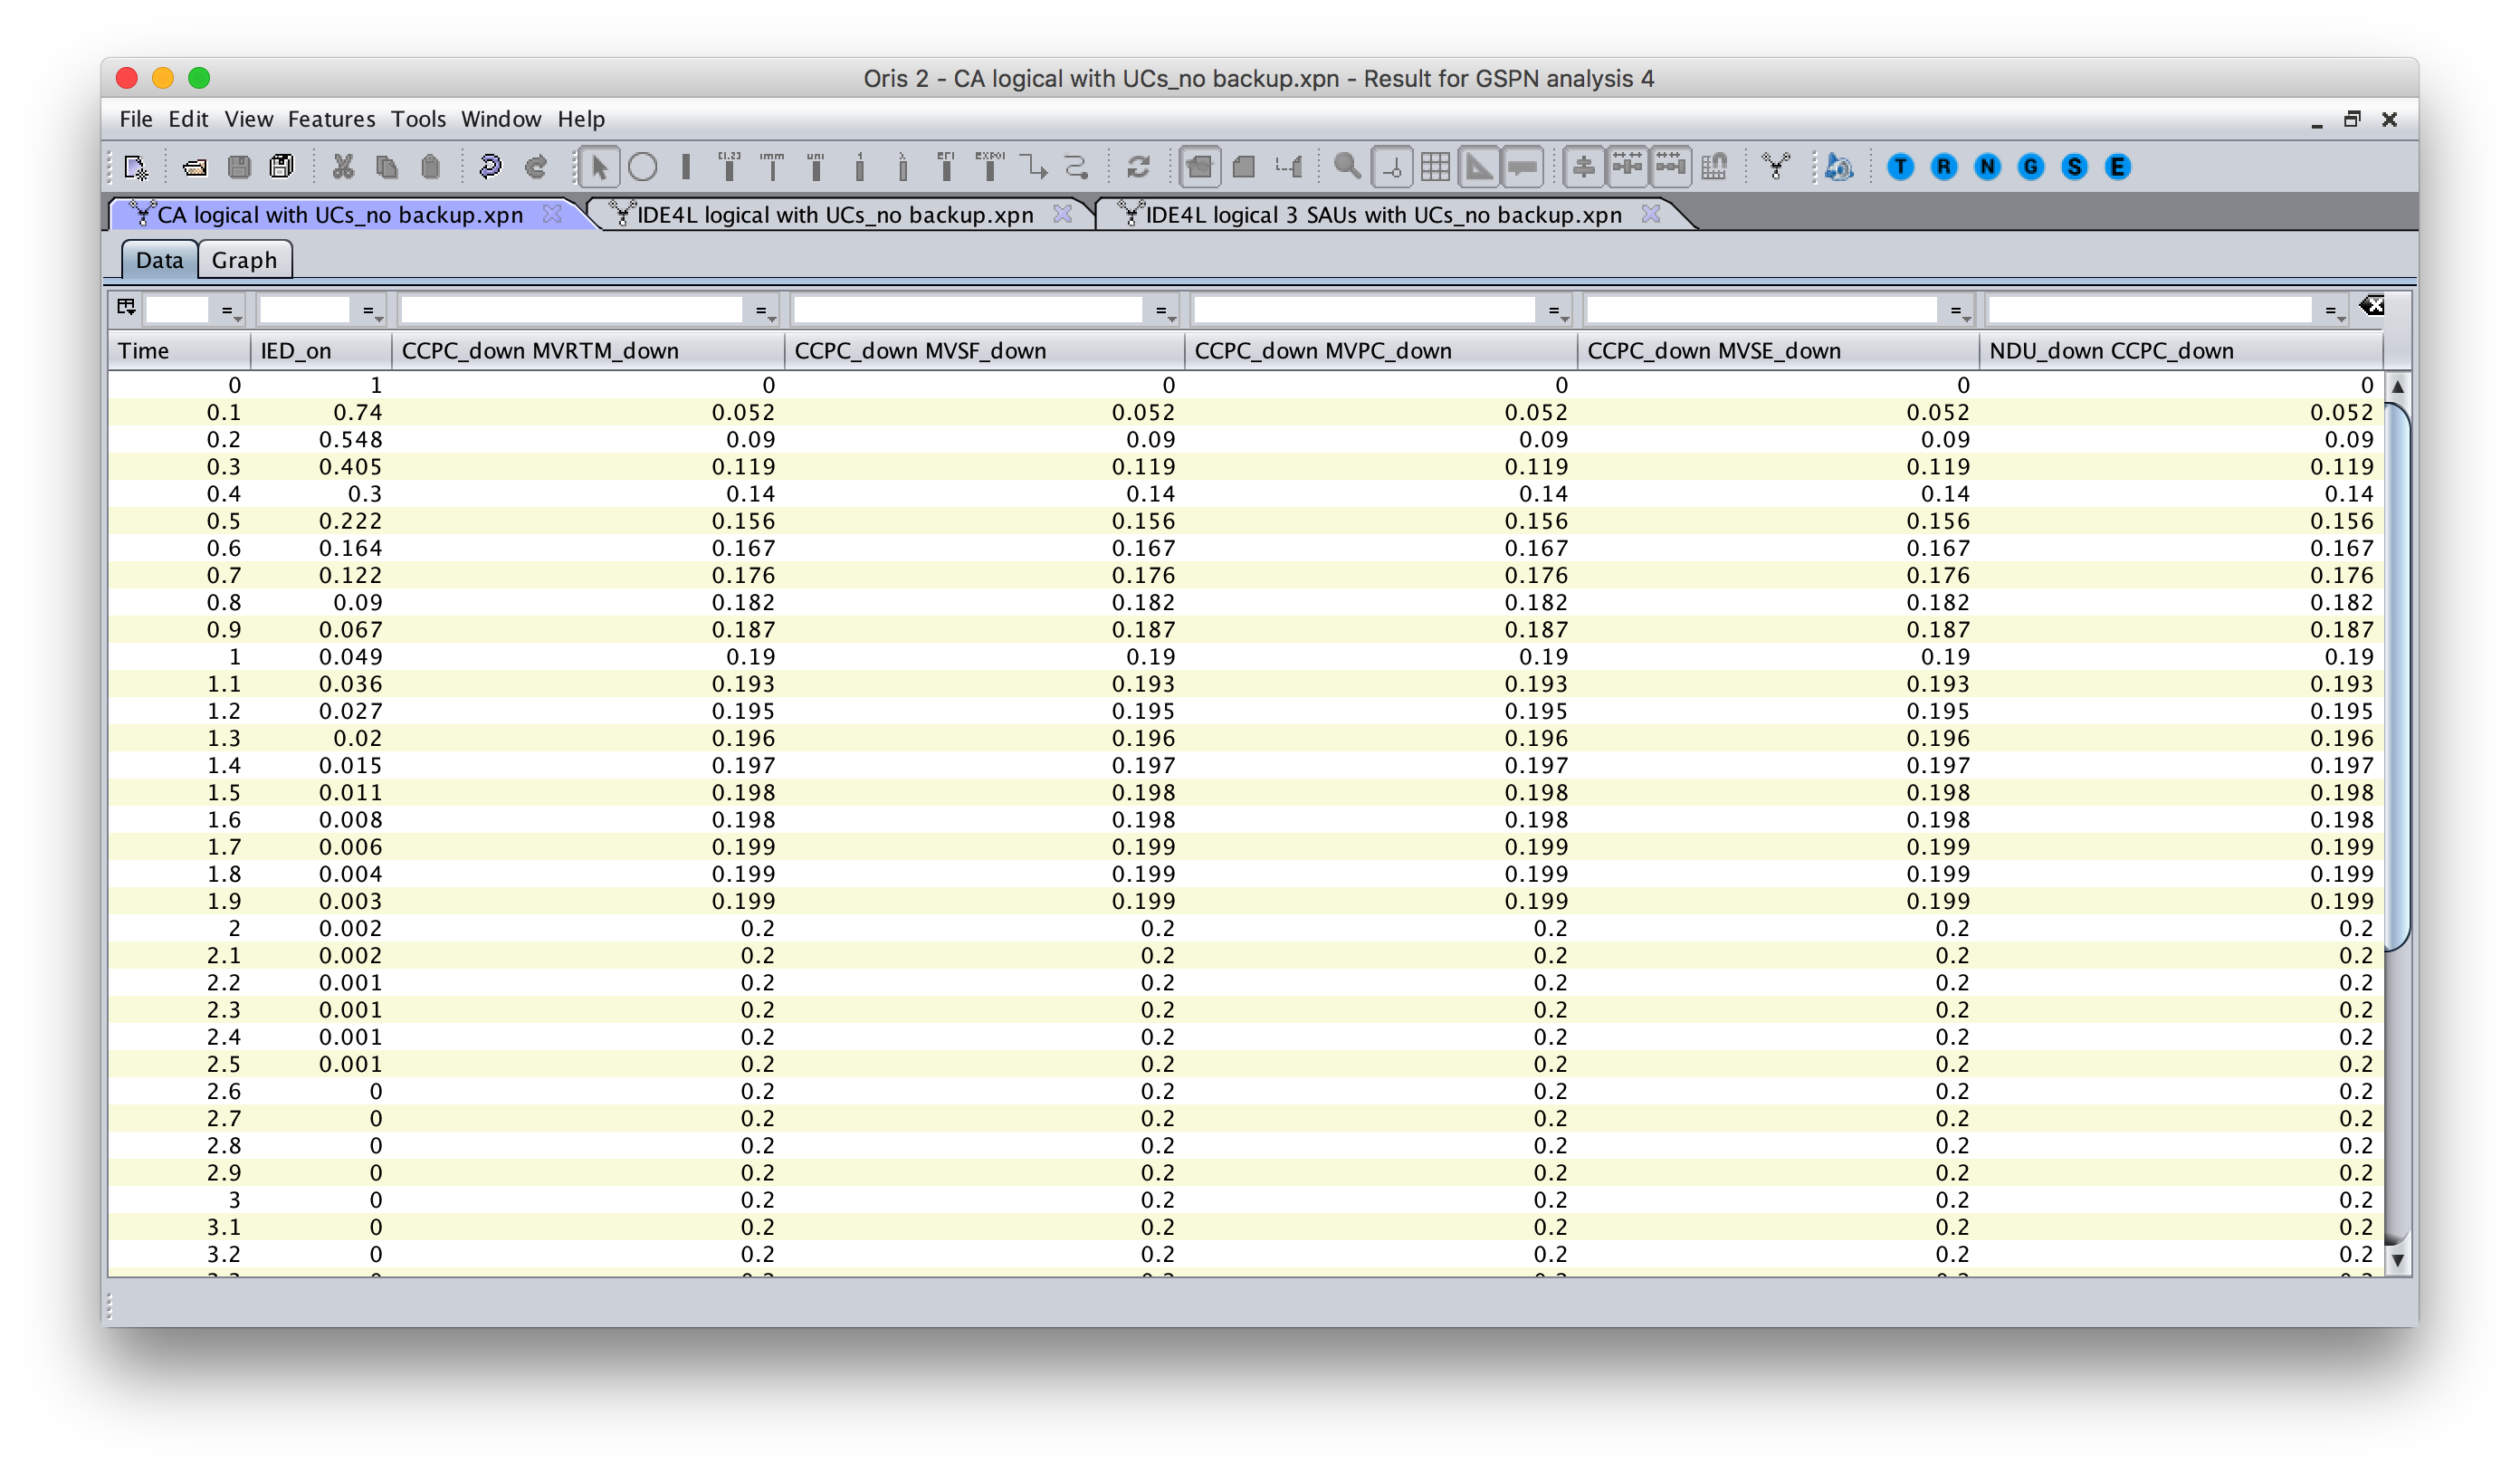 Oris 2 - CA logical with UCs_no backup.xpn - Result for GSPN analysis 4
File Edit View Features Tools Window Help
T R N G S E
CA logical with UCs_no backup.xpn IDE4L logical with UCs_no backup.xpn IDE4L logical 3 SAUs with UCs_no backup.xpn
Data Graph
= = = = = = =
Time IED_on CCPC_down MVRTM_down CCPC_down MVSF_down CCPC_down MVPC_down CCPC_down MVSE_down NDU_down CCPC_down
0 1 0 0 0 0 0
0.1 0.74 0.052 0.052 0.052 0.052 0.052
0.2 0.548 0.09 0.09 0.09 0.09 0.09
0.3 0.405 0.119 0.119 0.119 0.119 0.119
0.4 0.3 0.14 0.14 0.14 0.14 0.14
0.5 0.222 0.156 0.156 0.156 0.156 0.156
0.6 0.164 0.167 0.167 0.167 0.167 0.167
0.7 0.122 0.176 0.176 0.176 0.176 0.176
0.8 0.09 0.182 0.182 0.182 0.182 0.182
0.9 0.067 0.187 0.187 0.187 0.187 0.187
1 0.049 0.19 0.19 0.19 0.19 0.19
1.1 0.036 0.193 0.193 0.193 0.193 0.193
1.2 0.027 0.195 0.195 0.195 0.195 0.195
1.3 0.02 0.196 0.196 0.196 0.196 0.196
1.4 0.015 0.197 0.197 0.197 0.197 0.197
1.5 0.011 0.198 0.198 0.198 0.198 0.198
1.6 0.008 0.198 0.198 0.198 0.198 0.198
1.7 0.006 0.199 0.199 0.199 0.199 0.199
1.8 0.004 0.199 0.199 0.199 0.199 0.199
1.9 0.003 0.199 0.199 0.199 0.199 0.199
2 0.002 0.2 0.2 0.2 0.2 0.2
2.1 0.002 0.2 0.2 0.2 0.2 0.2
2.2 0.001 0.2 0.2 0.2 0.2 0.2
2.3 0.001 0.2 0.2 0.2 0.2 0.2
2.4 0.001 0.2 0.2 0.2 0.2 0.2
2.5 0.001 0.2 0.2 0.2 0.2 0.2
2.6 0 0.2 0.2 0.2 0.2 0.2
2.7 0 0.2 0.2 0.2 0.2 0.2
2.8 0 0.2 0.2 0.2 0.2 0.2
2.9 0 0.2 0.2 0.2 0.2 0.2
3 0 0.2 0.2 0.2 0.2 0.2
3.1 0 0.2 0.2 0.2 0.2 0.2
3.2 0 0.2 0.2 0.2 0.2 0.2